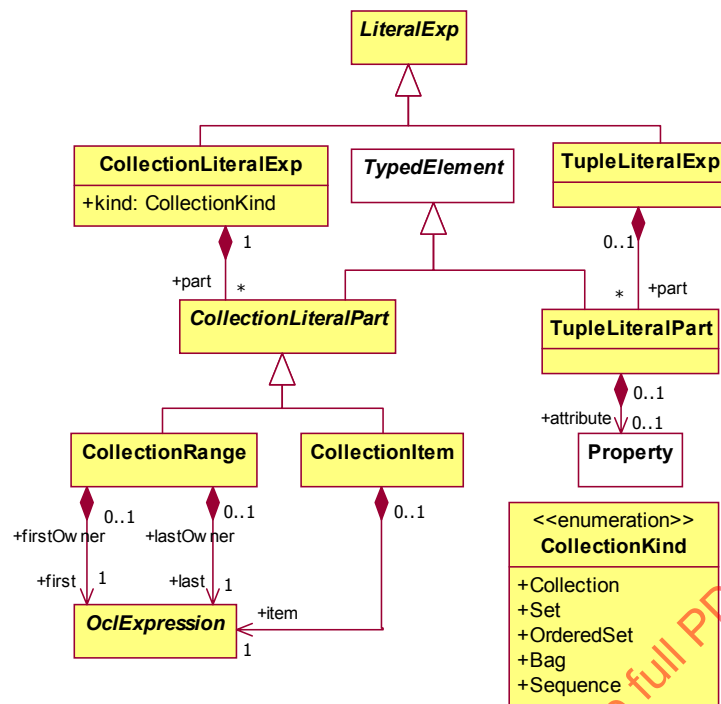 LiteralExp
CollectionLiteralExp
+kind: CollectionKind
TypedElement
TupleLiteralExp
1
0..1
+part
*
*
+part
CollectionLiteralPart
TupleLiteralPart
0..1
+attribute
0..1
CollectionRange
CollectionItem
Property
0..1
0..1
0..1
+firstOwner
+lastOwner
+first
1
+last
1
OclExpression
+item
1
<<enumeration>>
CollectionKind
+Collection
+Set
+OrderedSet
+Bag
+Sequence
full